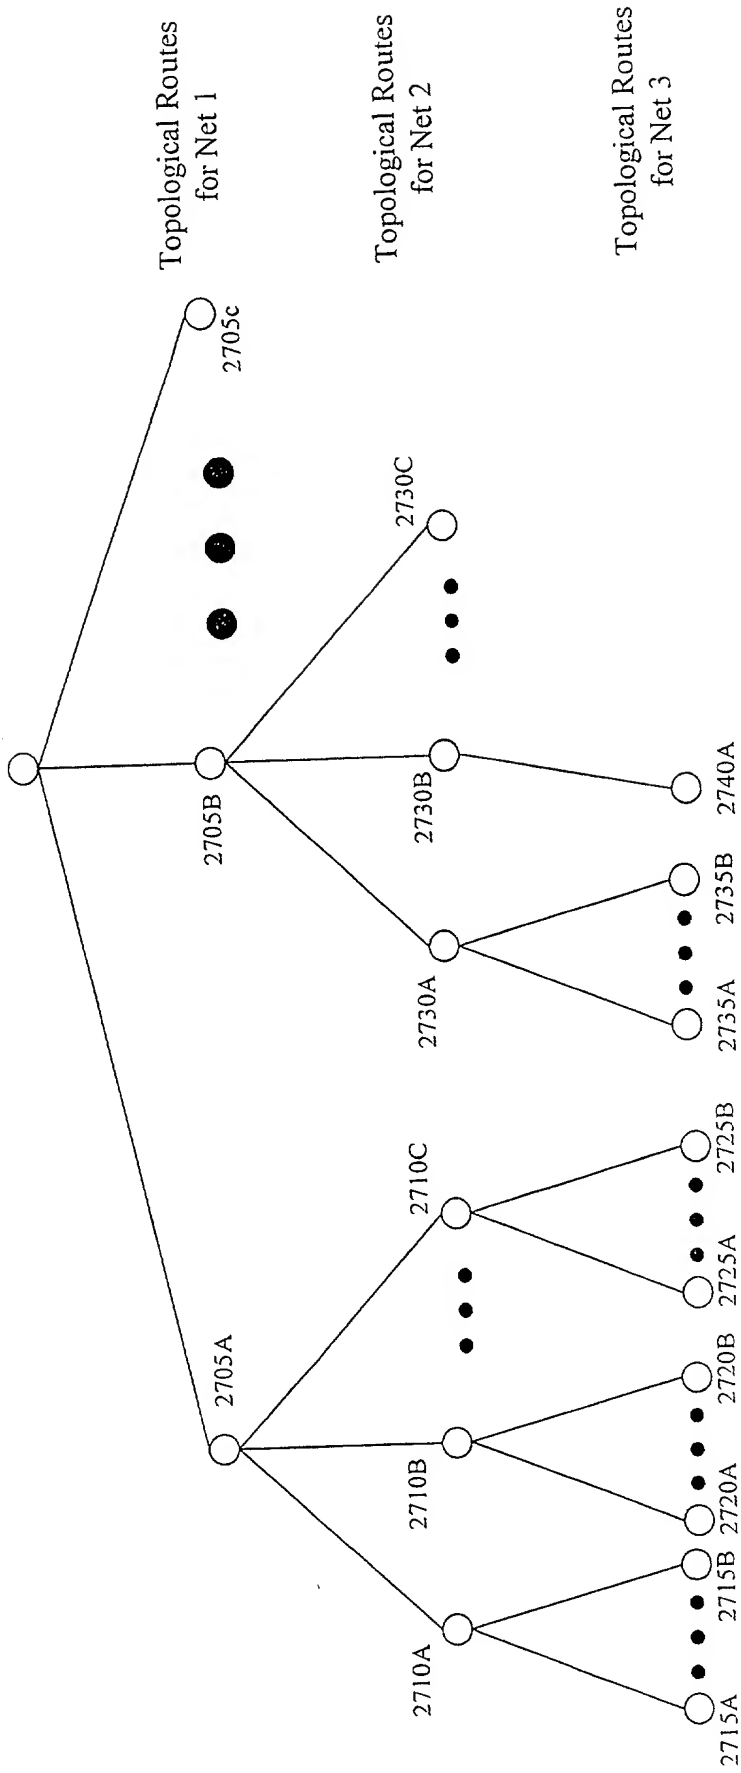 Topological Routes
for Net 1
2705A
2705B
2705c
Topological Routes
for Net 2
2710A
2710B
2710C
2730A
2730B
2730C
Topological Routes
for Net 3
2715A
2715B
2720A
2720B
2725A
2725B
2735A
2735B
2740A